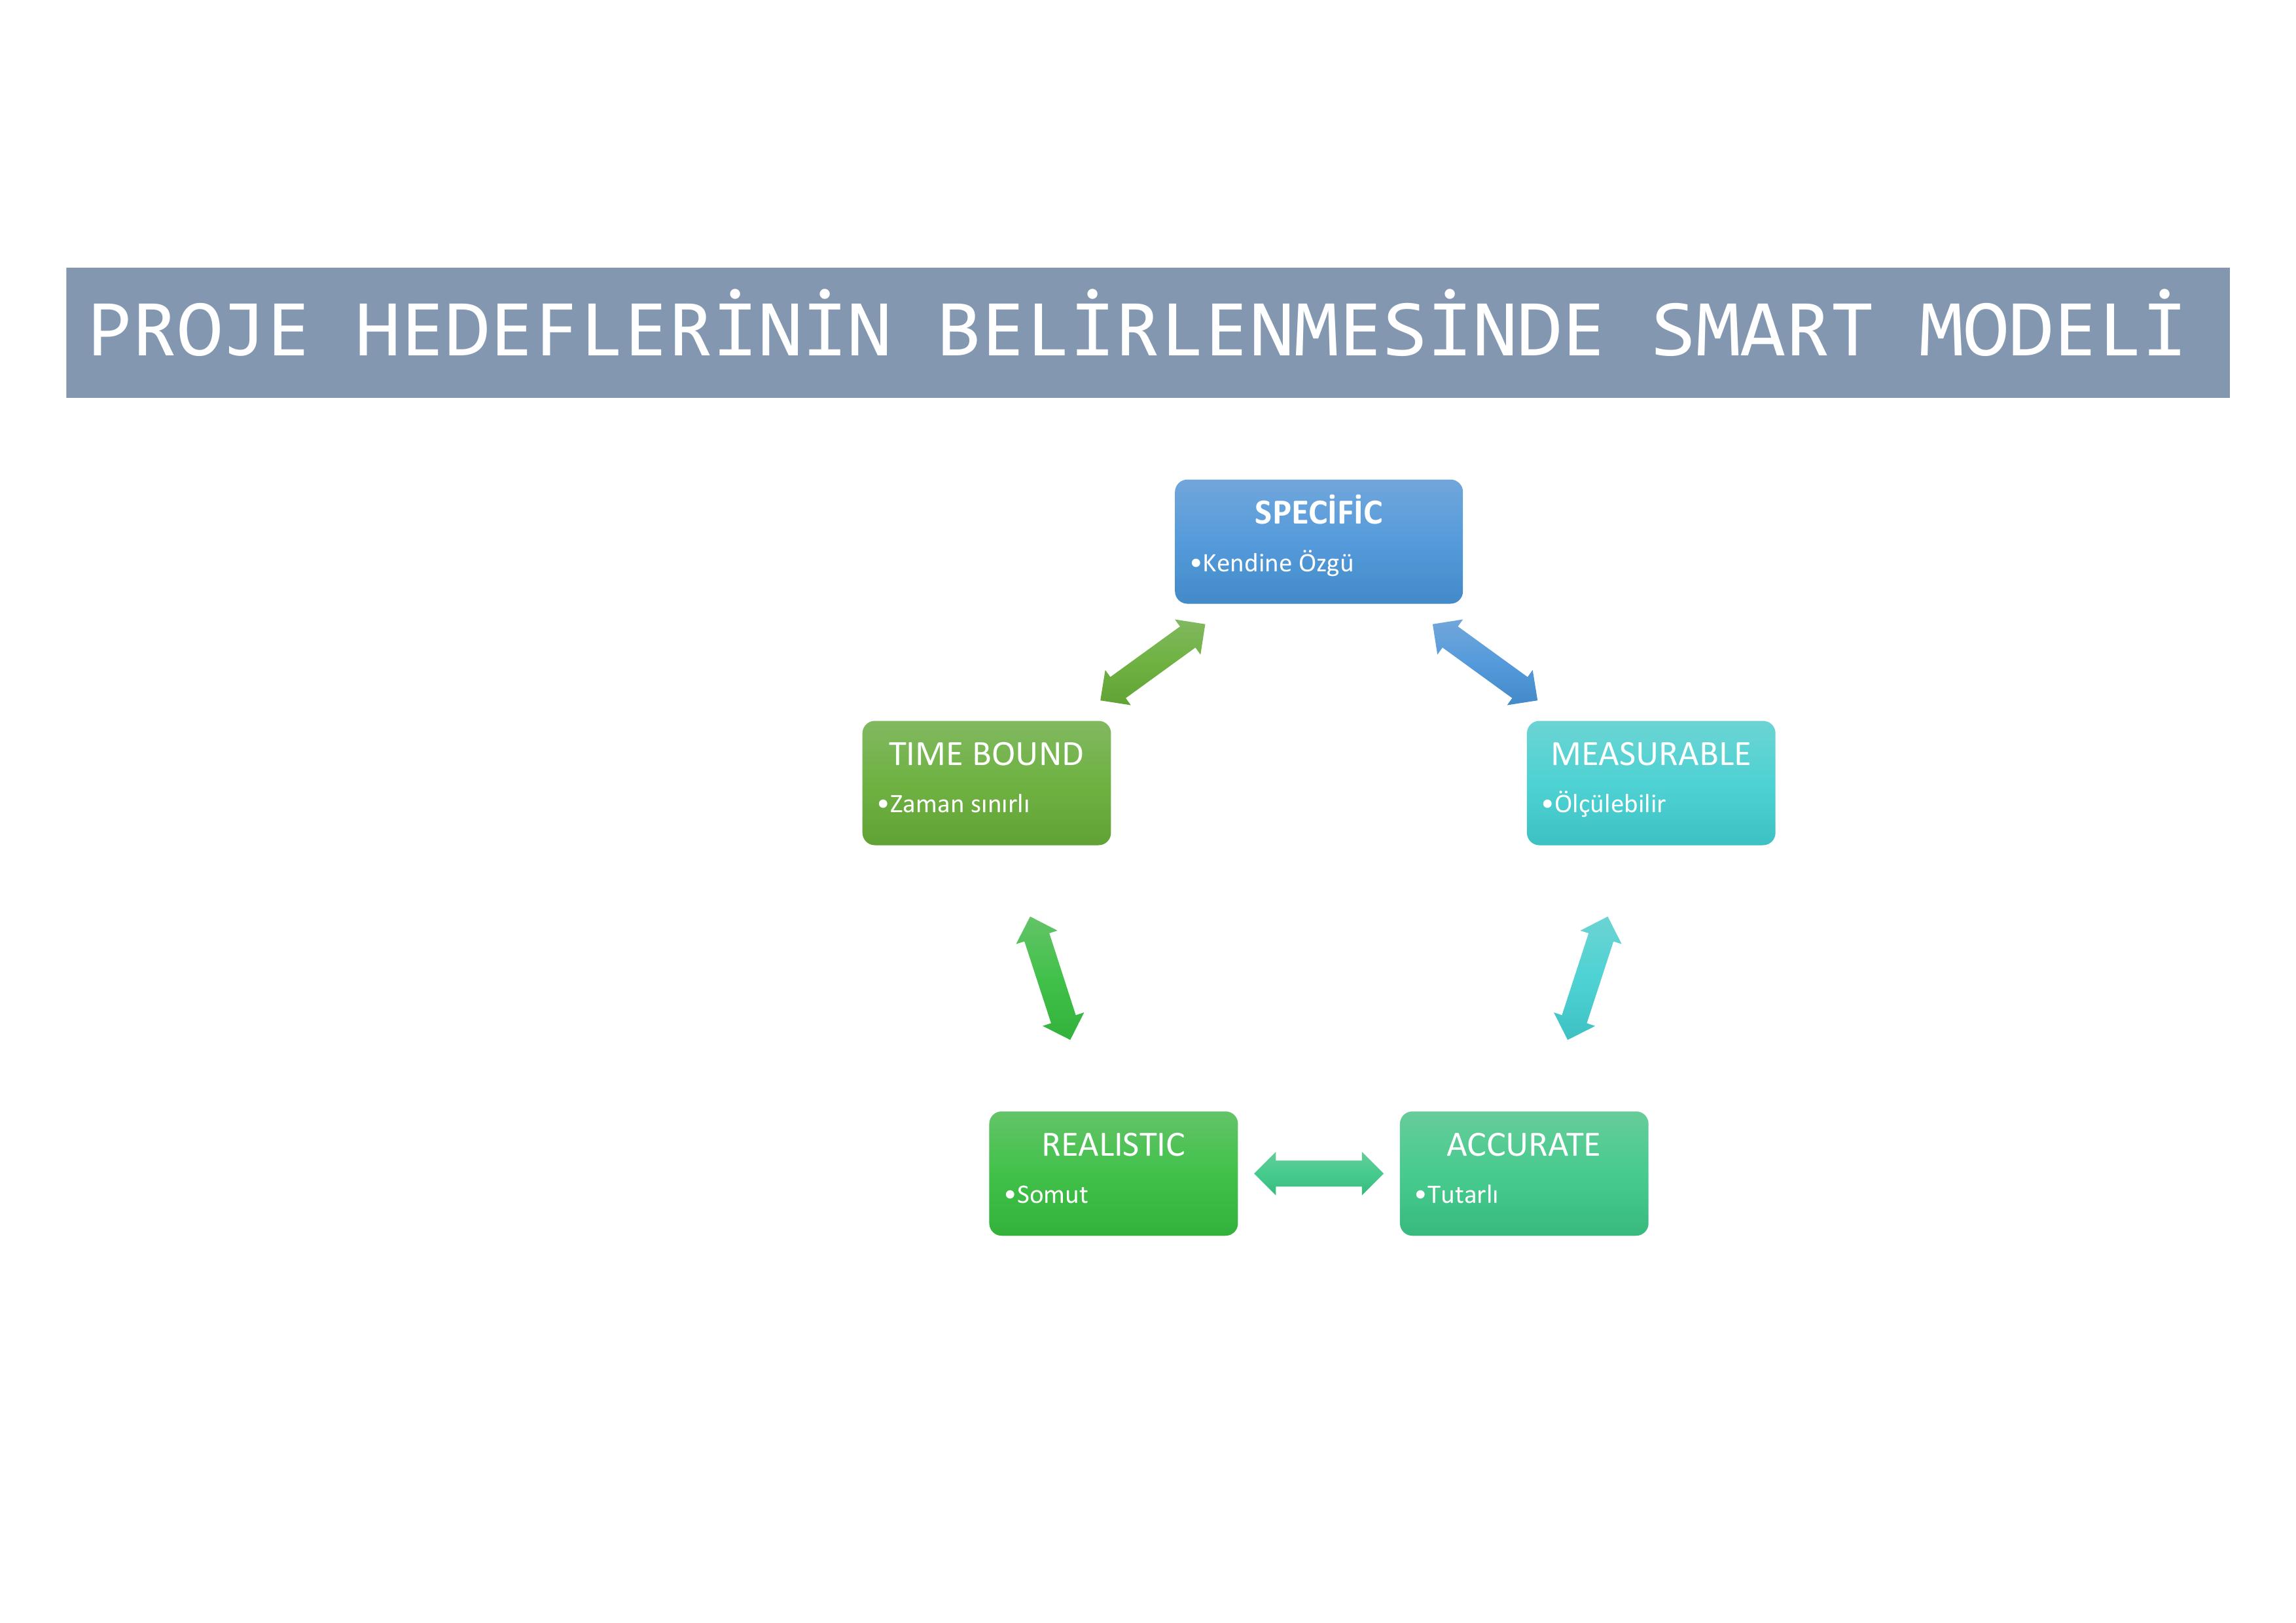 PROJE HEDEFLERİNİN BELİRLENMESİNDE SMART MODELİ
SPECİFİC
•Kendine Özgü
TIME BOUND
•Zaman sınırlı
MEASURABLE
•Ölçülebilir
REALISTIC
•Somut
ACCURATE
•Tutarlı